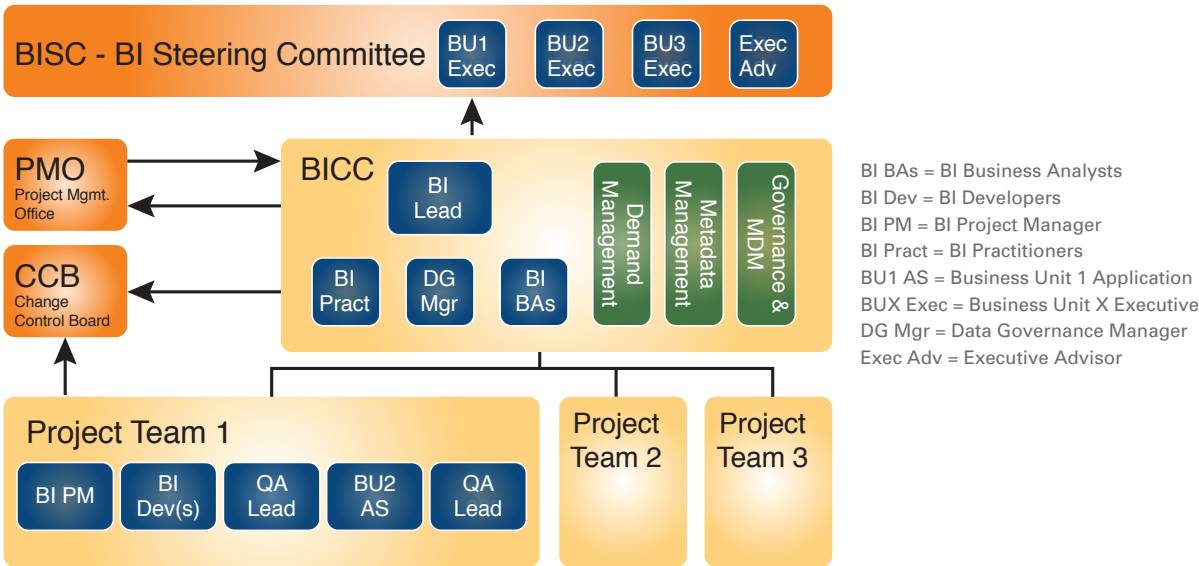 BISC - BI Steering Committee
BU1
Exec
BU2
Exec
BU3
Exec
Exec
Adv
PMO
Project Mgmt.
Office
CCB
Change
Control Board
BICC
BI
Lead
BI
Pract
DG
Mgr
BI
BAs
Demand
Management
Metadata
Management
Governance &
MDM
BI BAs = BI Business Analysts
BI Dev = BI Developers
BI PM = BI Project Manager
BI Pract = BI Practitioners
BU1 AS = Business Unit 1 Application
BUX Exec = Business Unit X Executive
DG Mgr = Data Governance Manager
Exec Adv = Executive Advisor
Project Team 1
BI PM
BI
Dev(s)
QA
Lead
BU2
AS
QA
Lead
Project
Team 2
Project
Team 3